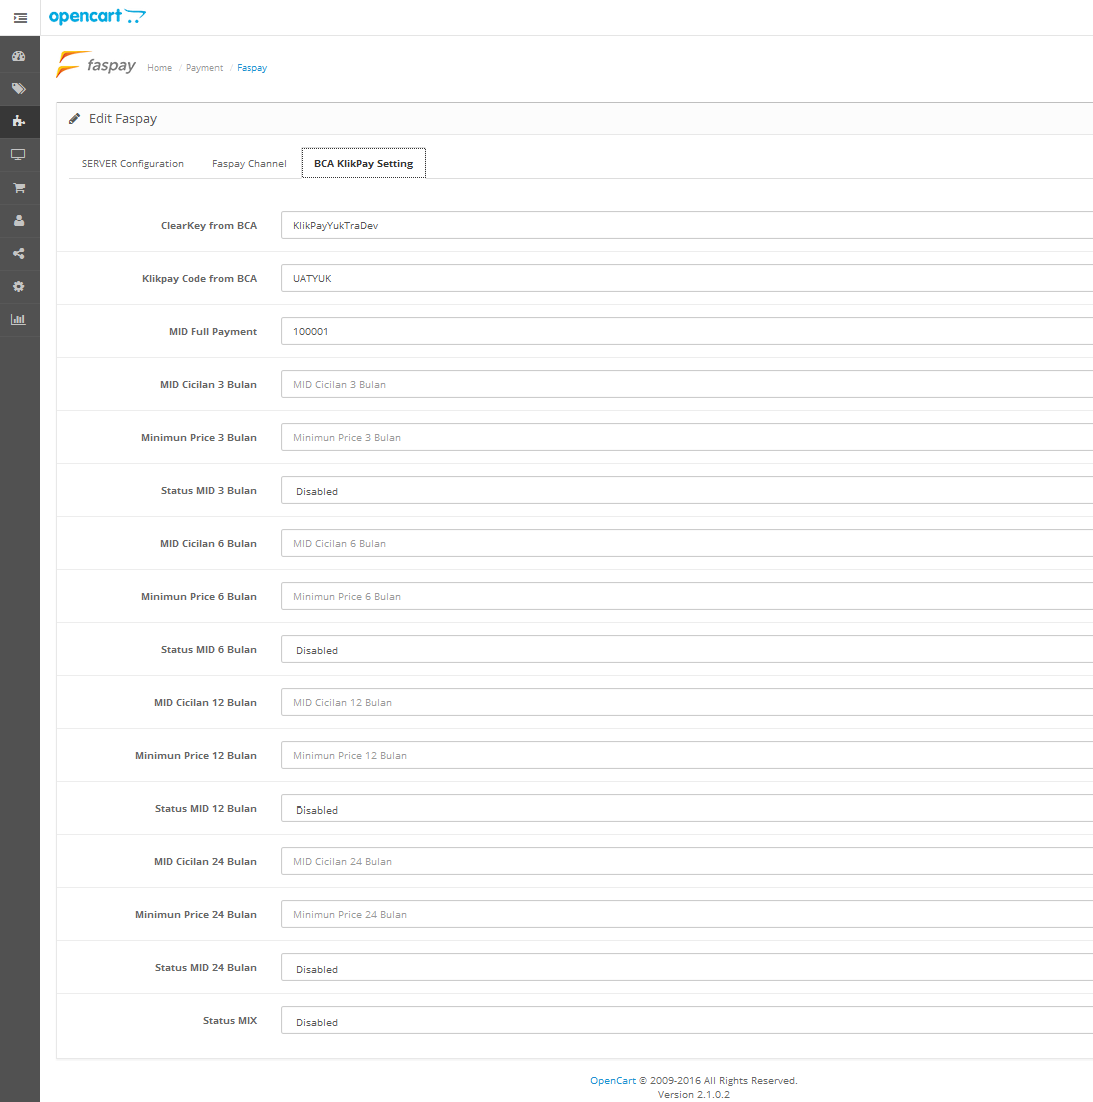 opencart
faspay Home / Payment / Faspay
Edit Faspay
SERVER Configuration Faspay Channel BCA KlikPay Setting
ClearKey from BCA KlikPayYukTraDev
Klikpay Code from BCA UATYUK
MID Full Payment 100001
MID Cicilan 3 Bulan MID Cicilan 3 Bulan
Minimun Price 3 Bulan Minimun Price 3 Bulan
Status MID 3 Bulan Disabled
MID Cicilan 6 Bulan MID Cicilan 6 Bulan
Minimun Price 6 Bulan Minimun Price 6 Bulan
Status MID 6 Bulan Disabled
MID Cicilan 12 Bulan MID Cicilan 12 Bulan
Minimun Price 12 Bulan Minimun Price 12 Bulan
Status MID 12 Bulan Disabled
MID Cicilan 24 Bulan MID Cicilan 24 Bulan
Minimun Price 24 Bulan Minimun Price 24 Bulan
Status MID 24 Bulan Disabled
Status MIX Disabled
OpenCart © 2009-2016 All Rights Reserved.
Version 2.1.0.2